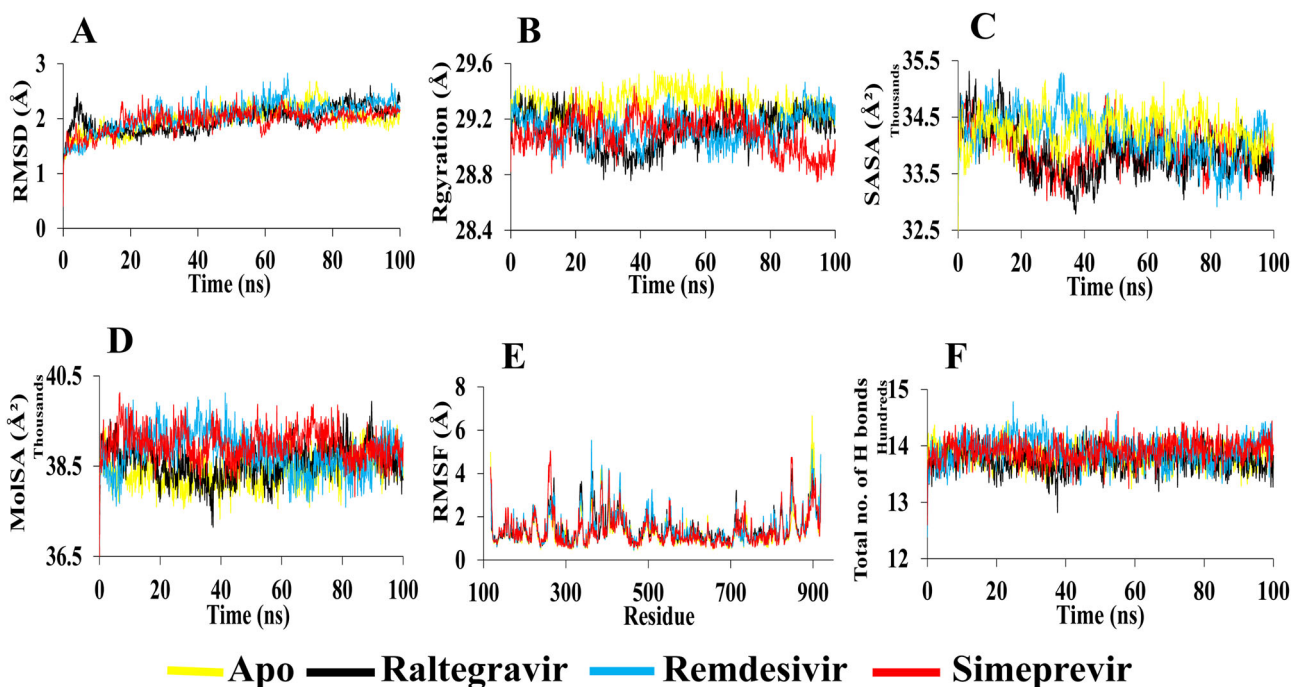 A
RMSD (Å)
3
2
1
0
0 20 40 60 80 100
Time (ns)
B
Rgyration (Å)
29.6
29.2
28.8
28.4
0 20 40 60 80 100
Time (ns)
C
SASA (Å²)
Thousands
35.5
34.5
33.5
32.5
0 20 40 60 80 100
Time (ns)
D
MolSA (Å²)
Thousands
40.5
38.5
36.5
0 20 40 60 80 100
Time (ns)
E
RMSF (Å)
8
6
4
2
0
100 300 500 700 900
Residue
F
Total no. of H bonds
Hundreds
15
14
13
12
0 20 40 60 80 100
Time (ns)
Apo Raltegravir Remdesivir Simeprevir